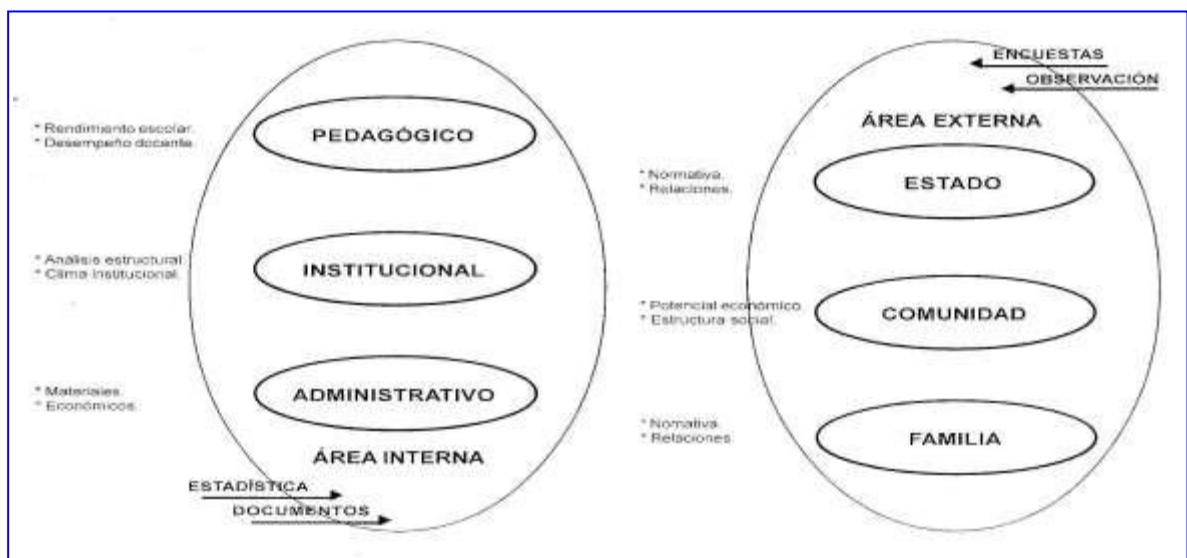 * Rendimiento escolar.
* Desempeño docente.
PEDAGÓGICO
* Análisis estructural
* Clima Institucional.
INSTITUCIONAL
* Materiales.
* Económicos.
ADMINISTRATIVO
ÁREA INTERNA
ESTADÍSTICA
DOCUMENTOS
ENCUESTAS
OBSERVACIÓN
ÁREA EXTERNA
* Normativa.
* Relaciones.
ESTADO
* Potencial económico.
* Estructura social.
COMUNIDAD
* Nomativa.
* Relaciones
FAMILIA